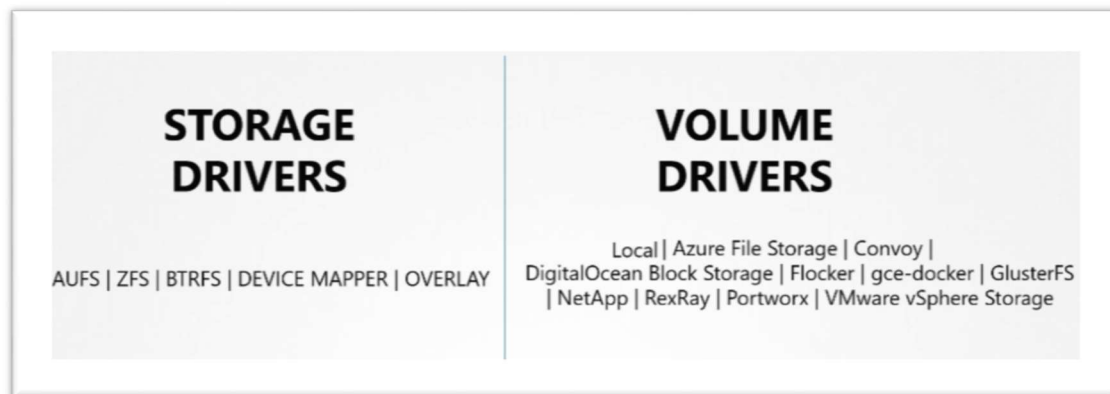 STORAGE
DRIVERS
AUFS | ZFS | BTRFS | DEVICE MAPPER | OVERLAY
VOLUME
DRIVERS
Local | Azure File Storage | Convoy |
DigitalOcean Block Storage | Flocker | gce-docker | GlusterFS
| NetApp | RexRay | Portworx | VMware vSphere Storage